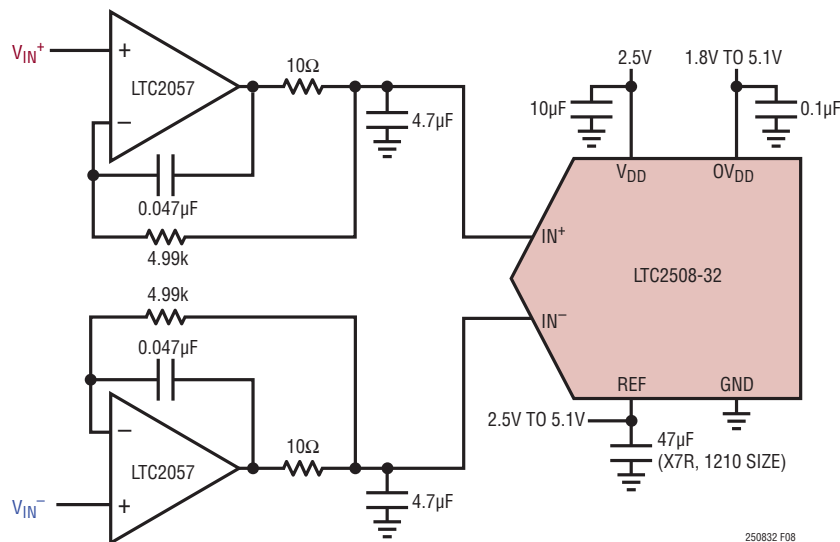 V_IN⁺
+
LTC2057
−
10Ω
4.7µF
0.047µF
4.99k
4.99k
0.047µF
−
LTC2057
+
10Ω
4.7µF
V_IN⁻
2.5V
1.8V TO 5.1V
10µF
0.1µF
V_DD
OV_DD
IN⁺
LTC2508-32
IN⁻
REF
GND
2.5V TO 5.1V
47µF
(X7R, 1210 SIZE)
250832 F08